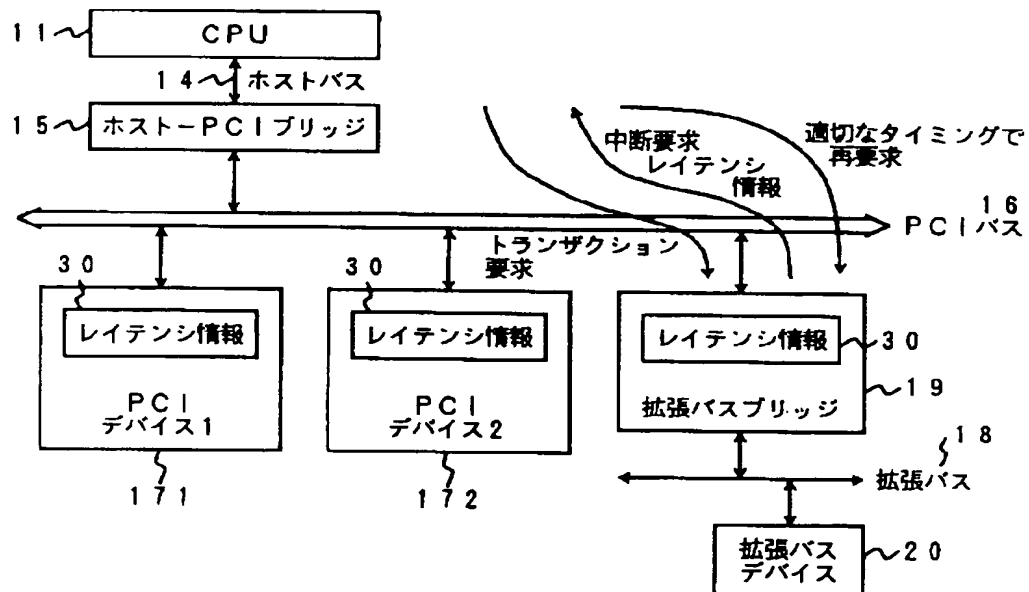 11
CPU
14
ホストバス
15
ホストーPCIブリッジ
中断要求
レイテンシ
情報
適切なタイミングで
再要求
16
PCIバス
トランザクション
要求
30
レイテンシ情報
PCI
デバイス1
171
30
レイテンシ情報
PCI
デバイス2
172
レイテンシ情報
30
拡張バスブリッジ
19
18
拡張バス
拡張バス
デバイス
20